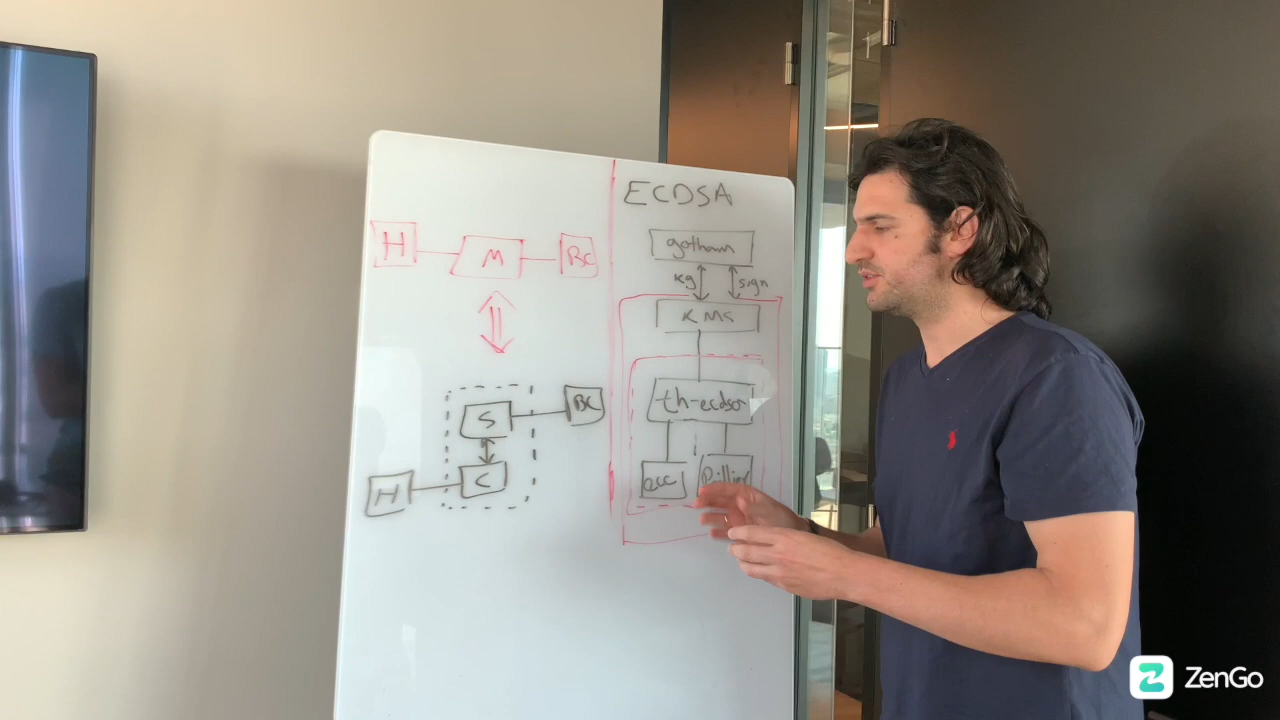 ECDSA
H M BC
gotham
kg sign
KMS
th-ecdsa
S BC
C
H
ecc Paillier
ZenGo